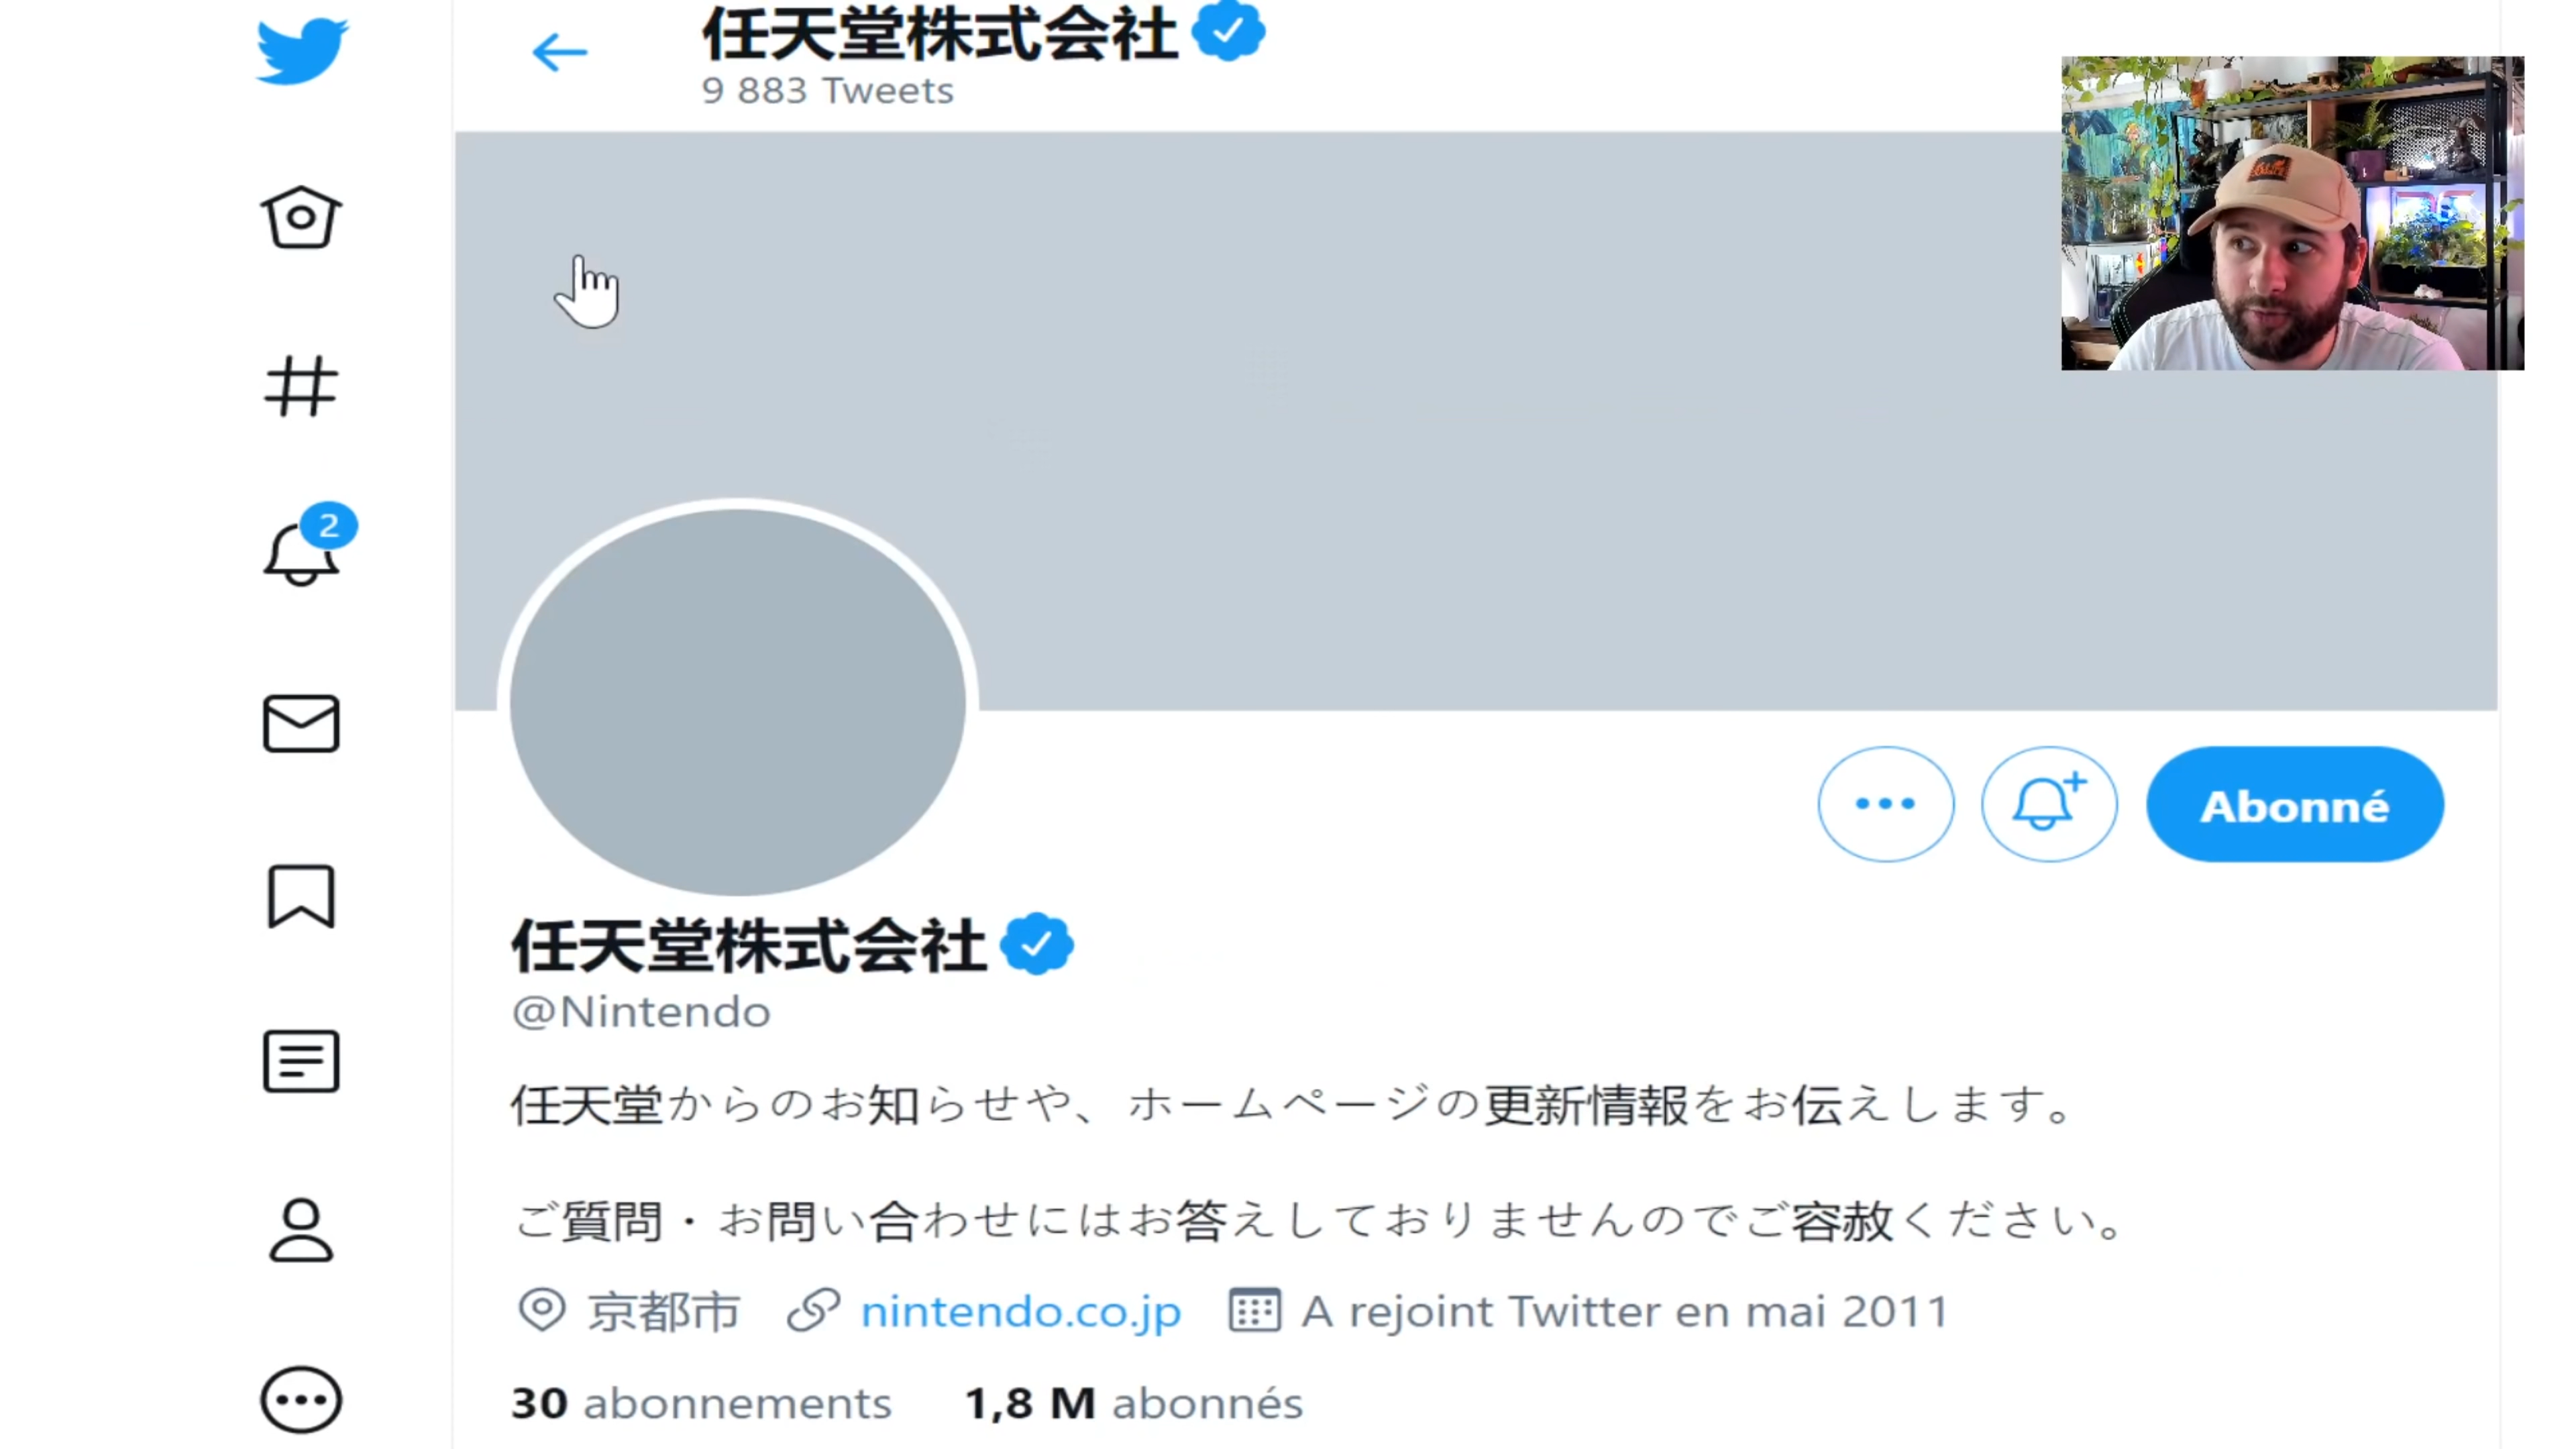 任天堂株式会社
9 883 Tweets
2
Abonné
任天堂株式会社
@Nintendo
任天堂からのお知らせや、ホームページの更新情報をお伝えします。
ご質問・お問い合わせにはお答えしておりませんのでご容赦ください。
京都市 nintendo.co.jp A rejoint Twitter en mai 2011
30 abonnements 1,8 M abonnés